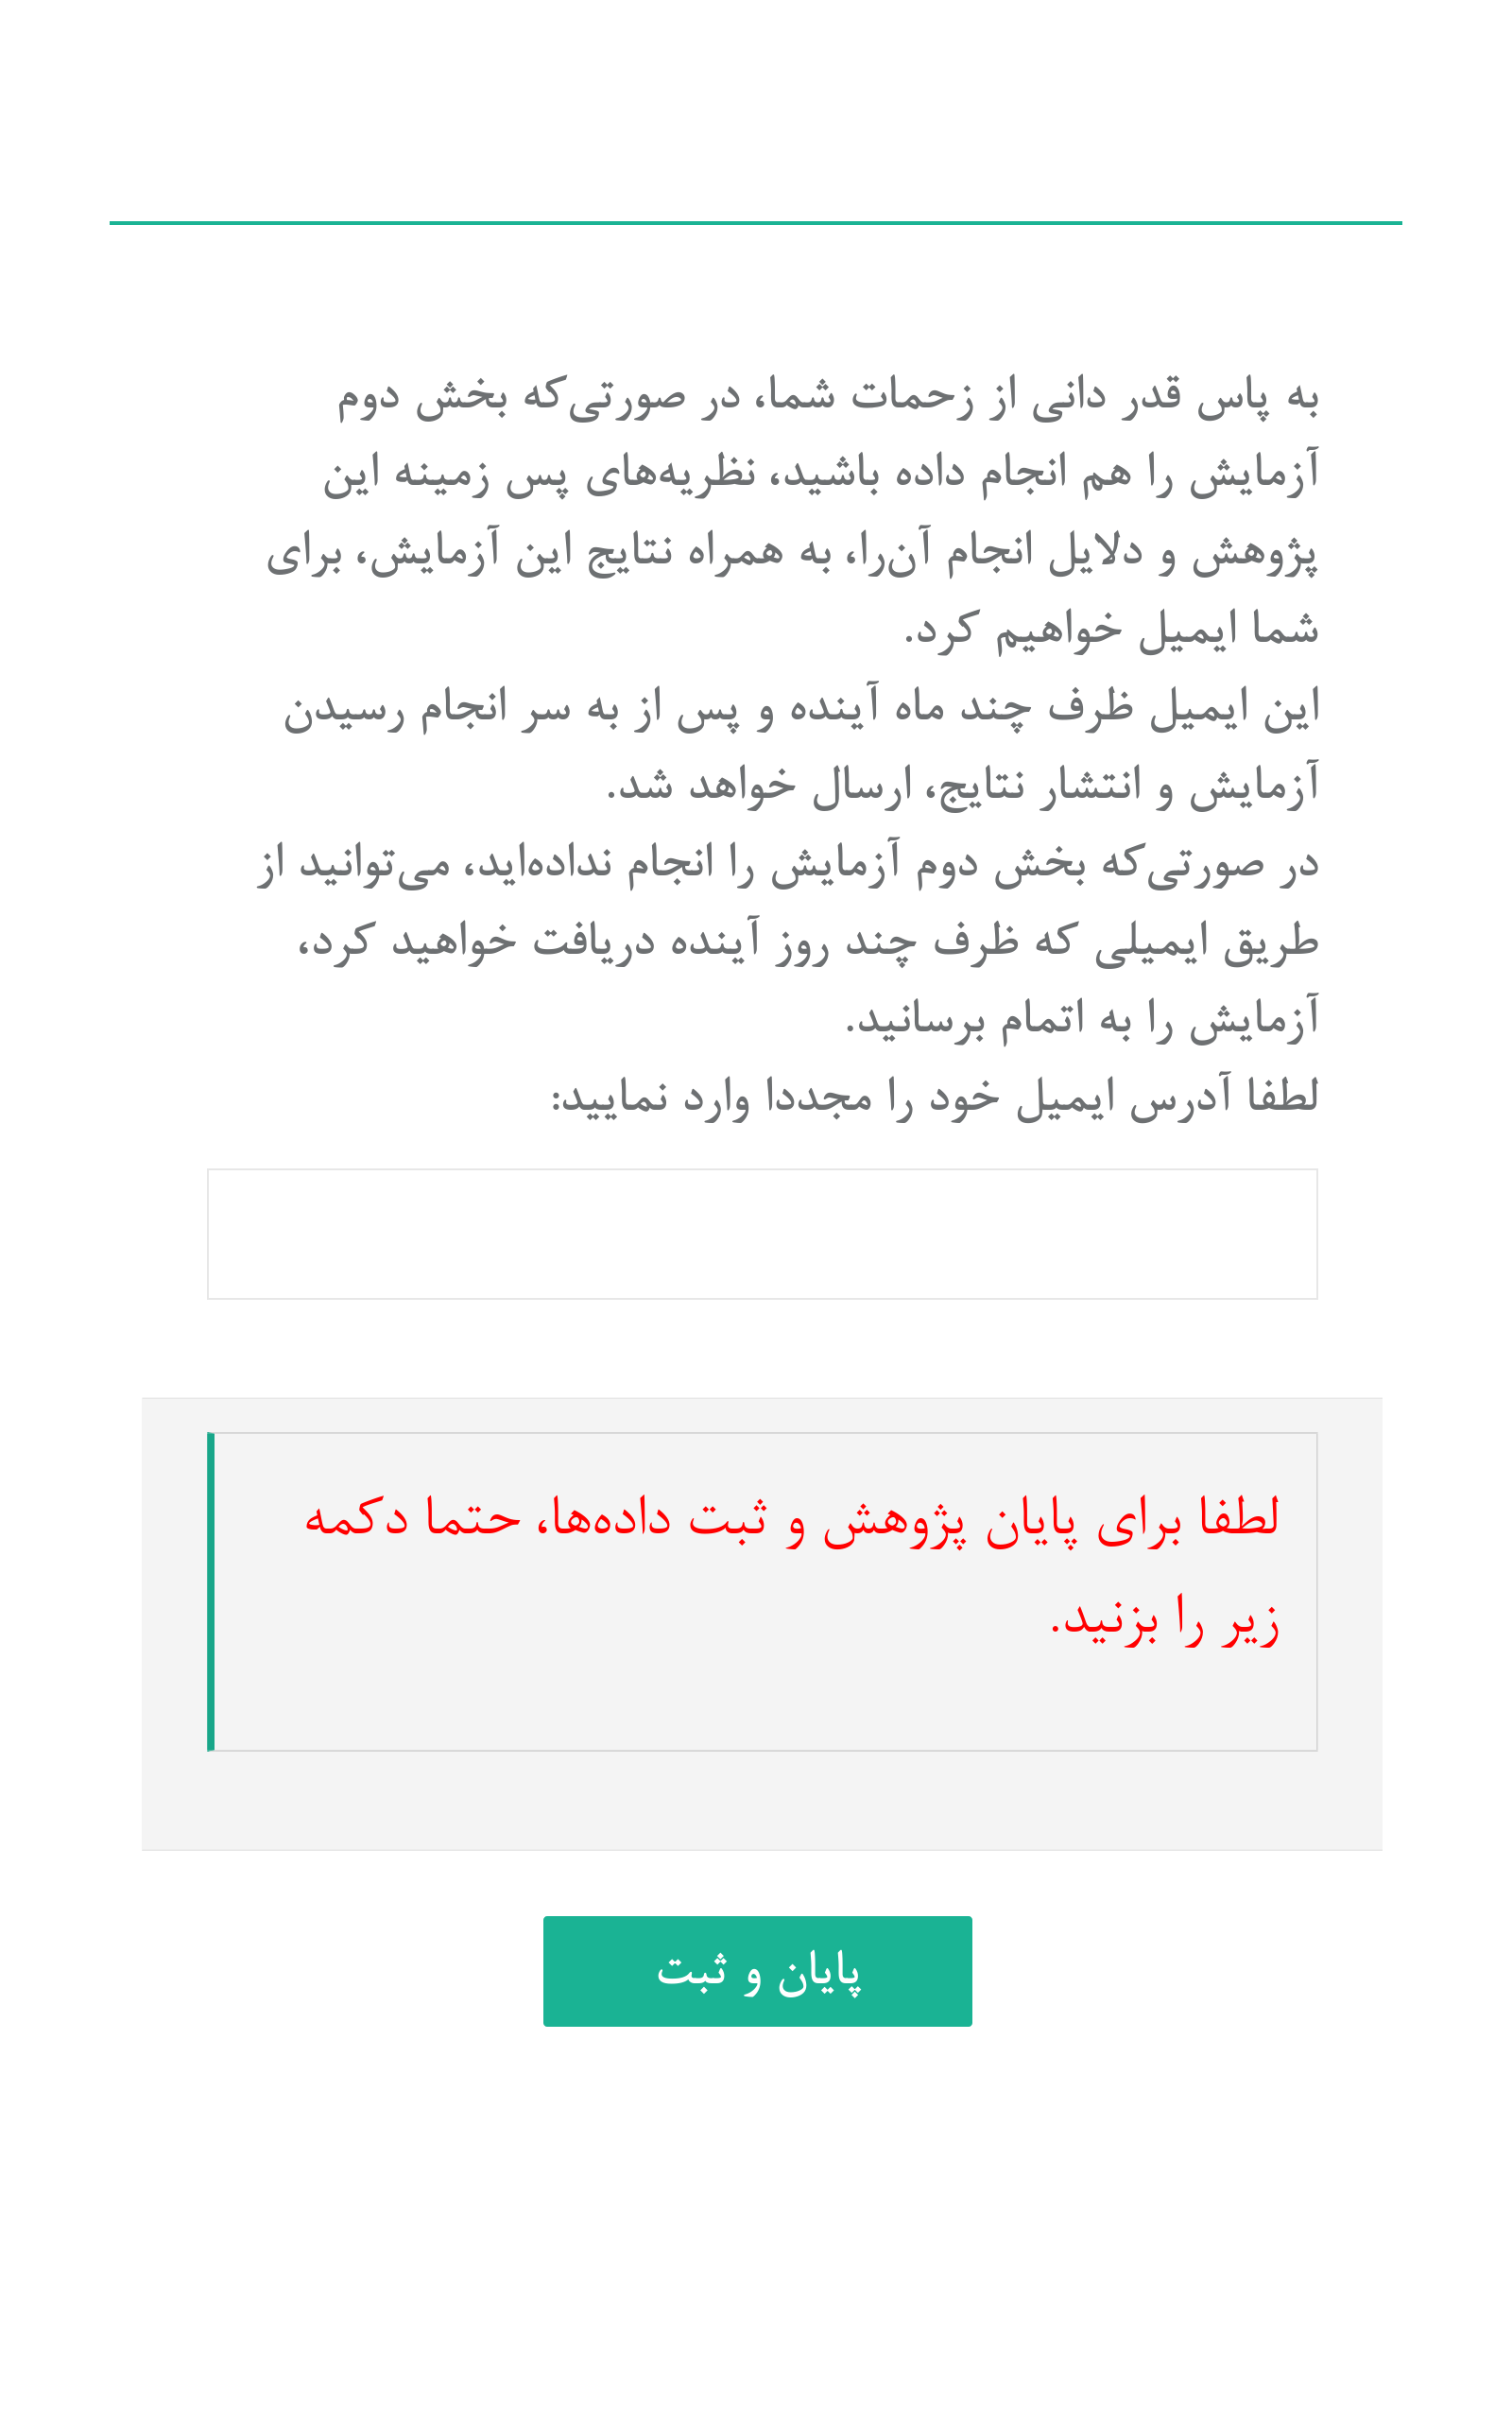 به پاس قدر دانی از زحمات شما، در صورتی‌که بخش دوم
آزمایش را هم انجام داده باشید، نظریه‌های پس زمینه این
پژوهش و دلایل انجام آن‌را، به همراه نتایج این آزمایش، برای
شما ایمیل خواهیم کرد.
این ایمیل ظرف چند ماه آینده و پس از به سر انجام رسیدن
آزمایش و انتشار نتایج، ارسال خواهد شد.
در صورتی‌که بخش دوم آزمایش را انجام نداده‌اید، می‌توانید از
طریق ایمیلی که ظرف چند روز آینده دریافت خواهید کرد،
آزمایش را به اتمام برسانید.
لطفا آدرس ایمیل خود را مجددا وارد نمایید:
لطفا برای پایان پژوهش و ثبت داده‌ها، حتما دکمه
زیر را بزنید.
پایان و ثبت